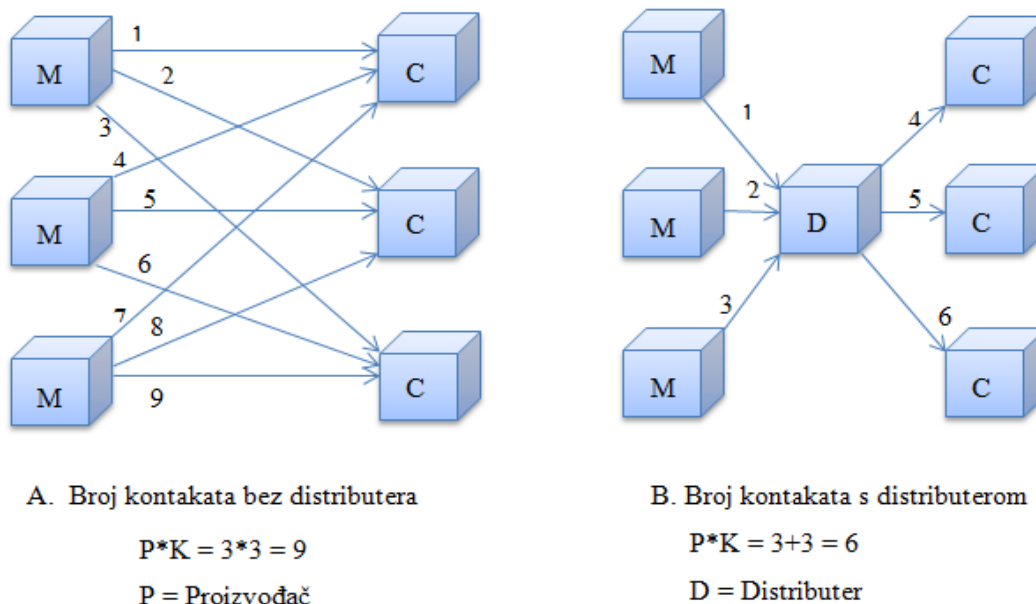 1
M
C
2
3
4
M
5
C
6
7
8
M
C
9
M
C
1
4
2
5
M
D
C
3
6
M
C
A. Broj kontakata bez distributera
P*K = 3*3 = 9
P = Proizvođač
B. Broj kontakata s distributerom
P*K = 3+3 = 6
D = Distributer